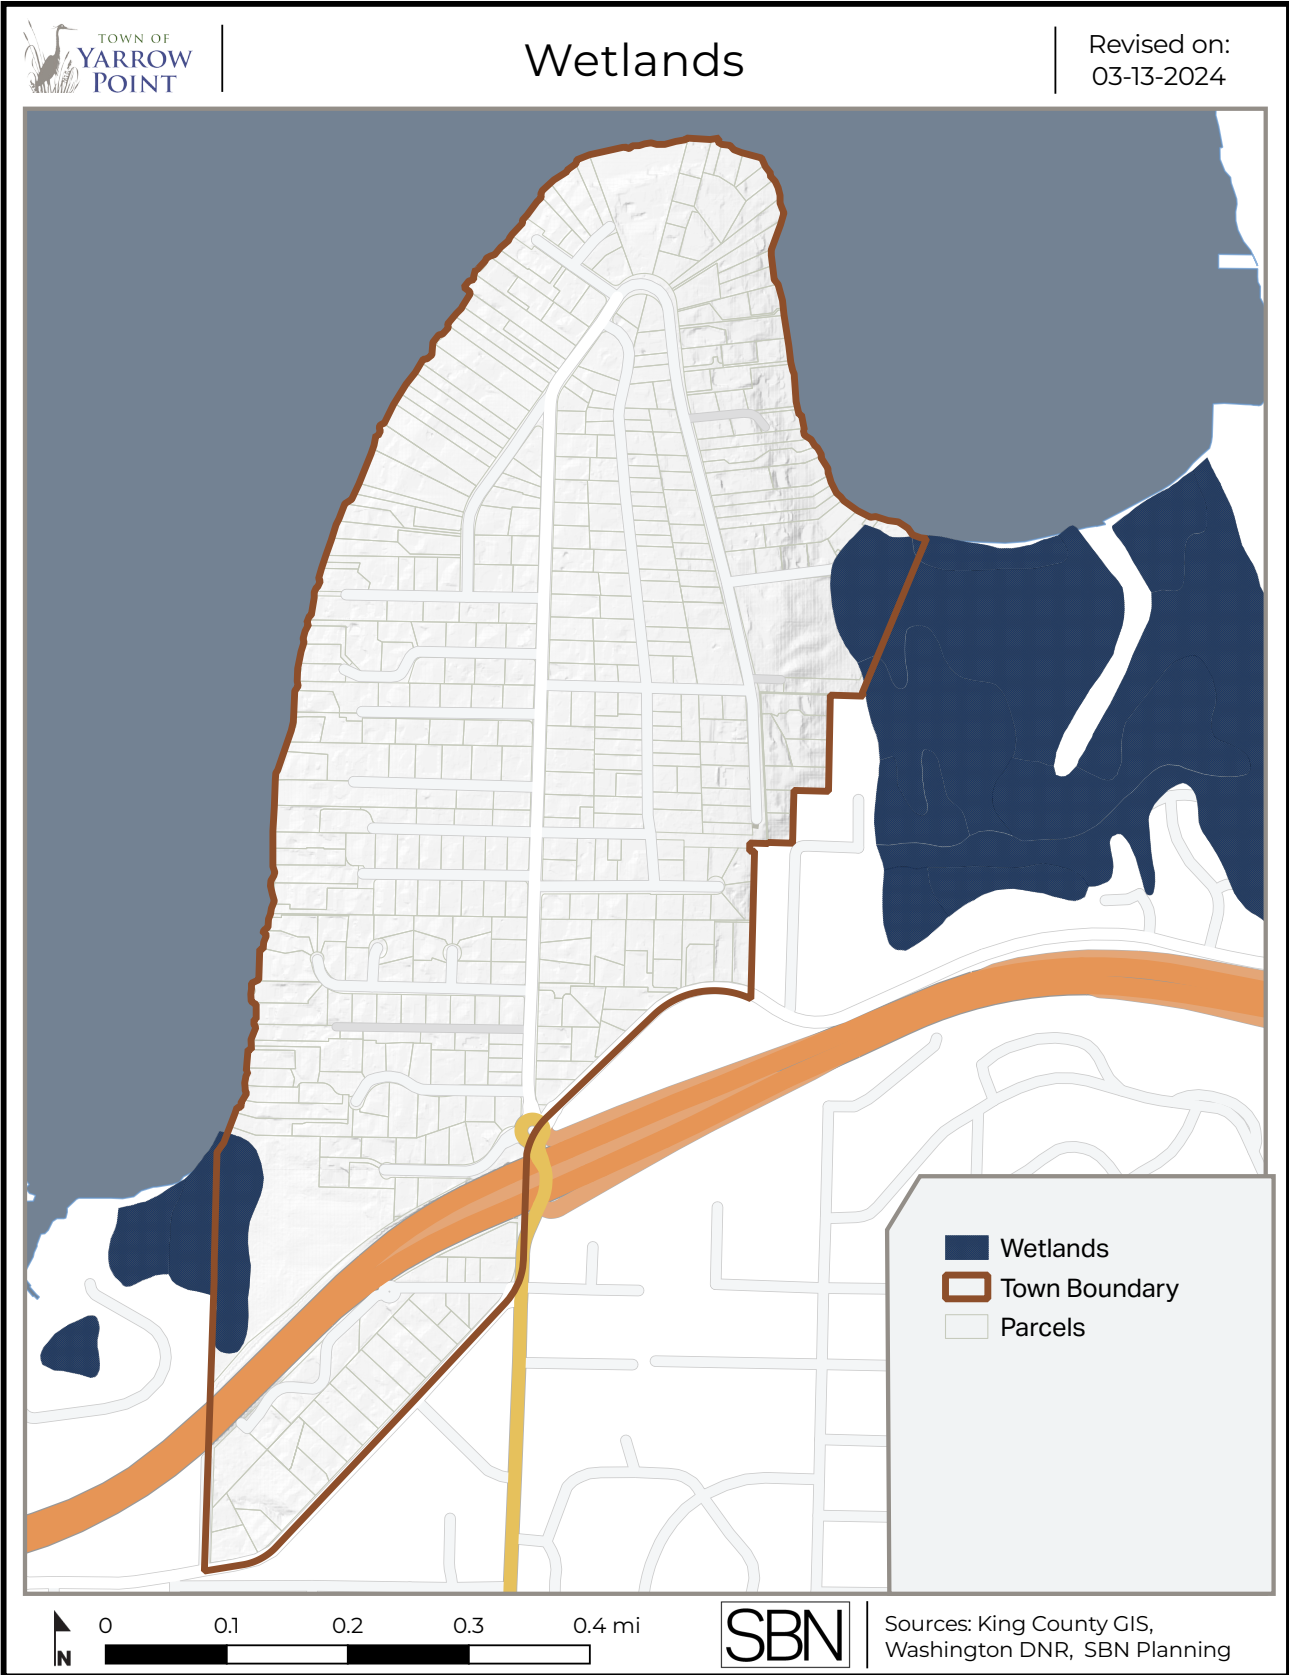 TOWN OF
YARROW
POINT
Wetlands
Revised on:
03-13-2024
Wetlands
Town Boundary
Parcels
N
0 0.1 0.2 0.3 0.4 mi
SBN
Sources: King County GIS,
Washington DNR, SBN Planning